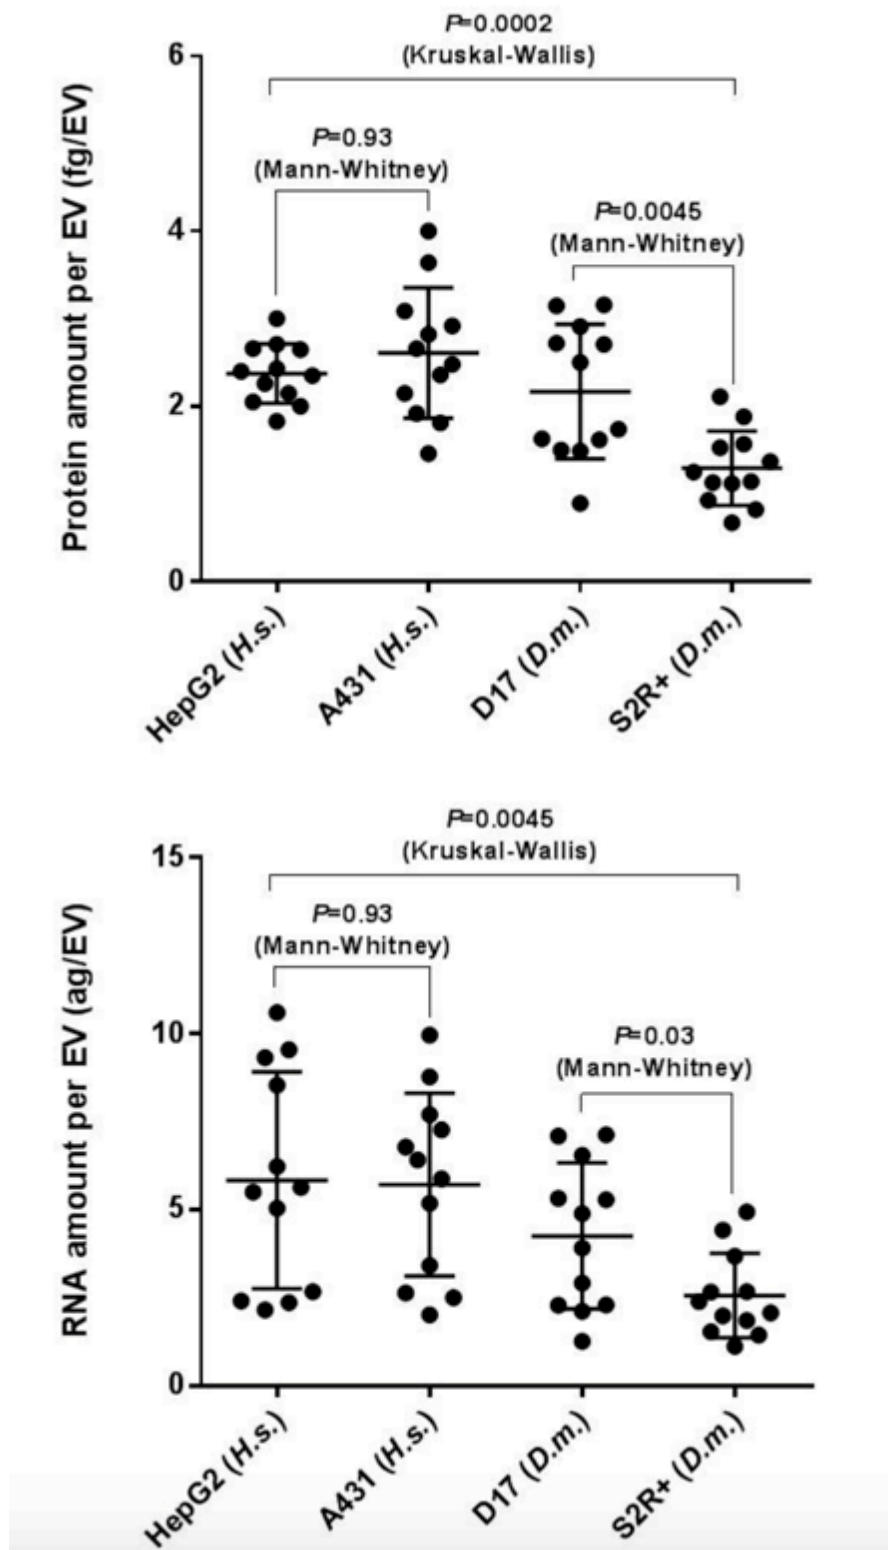 P=0.0002
(Kruskal-Wallis)
6
P=0.93
(Mann-Whitney)
P=0.0045
(Mann-Whitney)
4
2
0
Protein amount per EV (fg/EV)
HepG2 (H.s.)
A431 (H.s.)
D17 (D.m.)
S2R+ (D.m.)
P=0.0045
(Kruskal-Wallis)
15
P=0.93
(Mann-Whitney)
10
P=0.03
(Mann-Whitney)
5
0
RNA amount per EV (ag/EV)
HepG2 (H.s.)
A431 (H.s.)
D17 (D.m.)
S2R+ (D.m.)